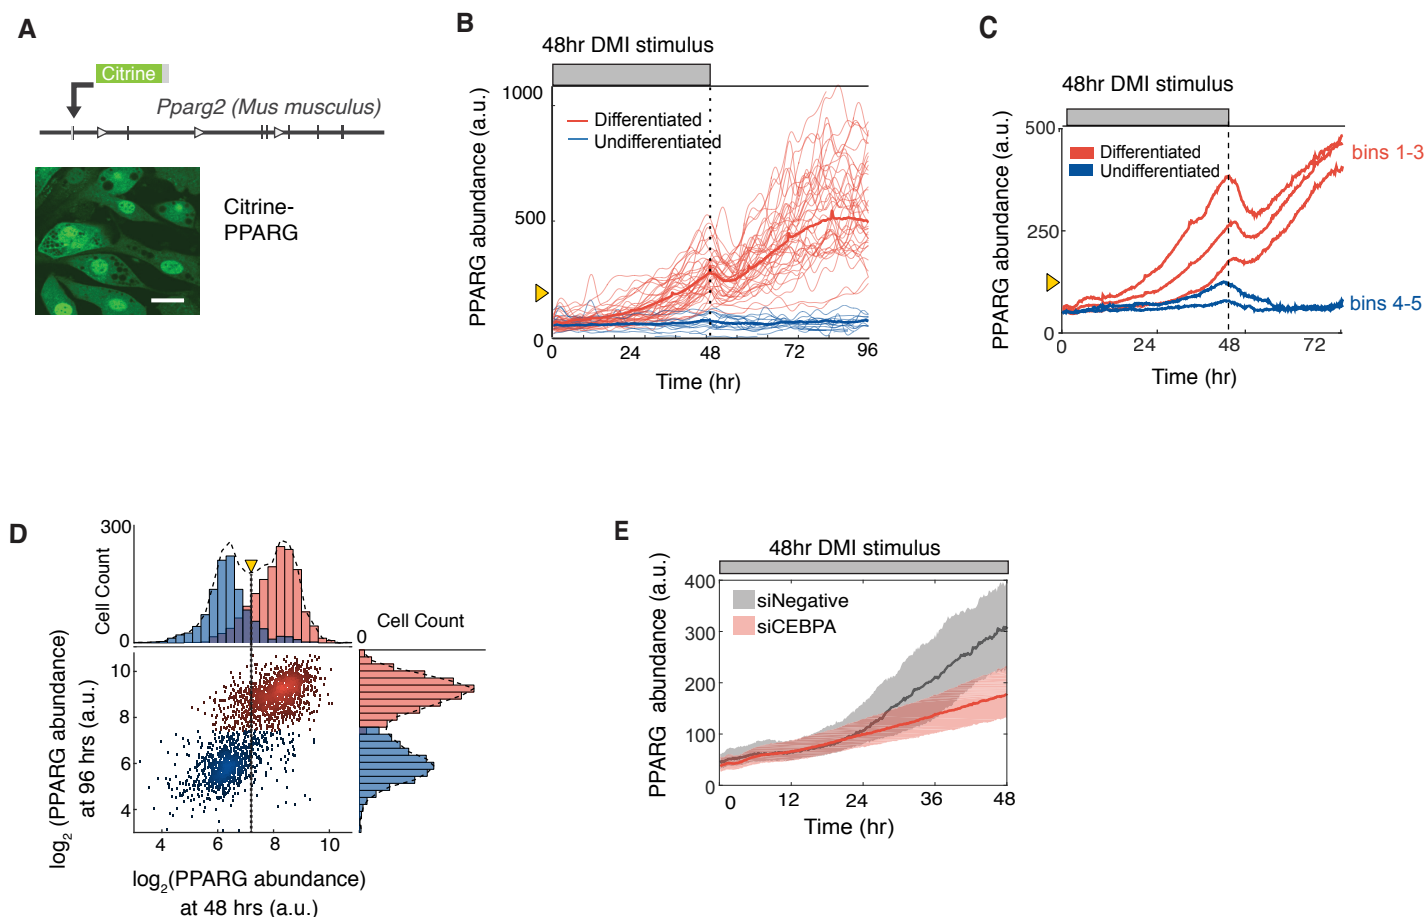 A
Citrine
Pparg2 (Mus musculus)
Citrine-
PPARG
B
48hr DMI stimulus
1000
500
0
Differentiated
Undifferentiated
PPARG abundance (a.u.)
0 24 48 72 96
Time (hr)
C
48hr DMI stimulus
500
250
0
Differentiated
Undifferentiated
bins 1-3
bins 4-5
PPARG abundance (a.u.)
0 24 48 72
Time (hr)
D
300
0
Cell Count
0
Cell Count
10
8
6
4
log2 (PPARG abundance)
at 96 hrs (a.u.)
4 6 8 10
log2(PPARG abundance)
at 48 hrs (a.u.)
E
48hr DMI stimulus
400
300
200
100
0
siNegative
siCEBPA
PPARG abundance (a.u.)
0 12 24 36 48
Time (hr)